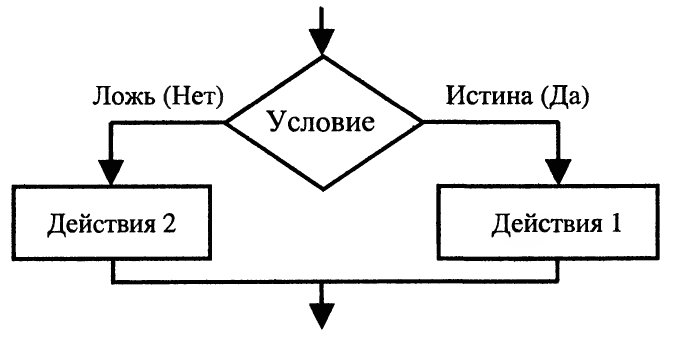 Ложь (Нет)
Истина (Да)
Условие
Действия 2
Действия 1